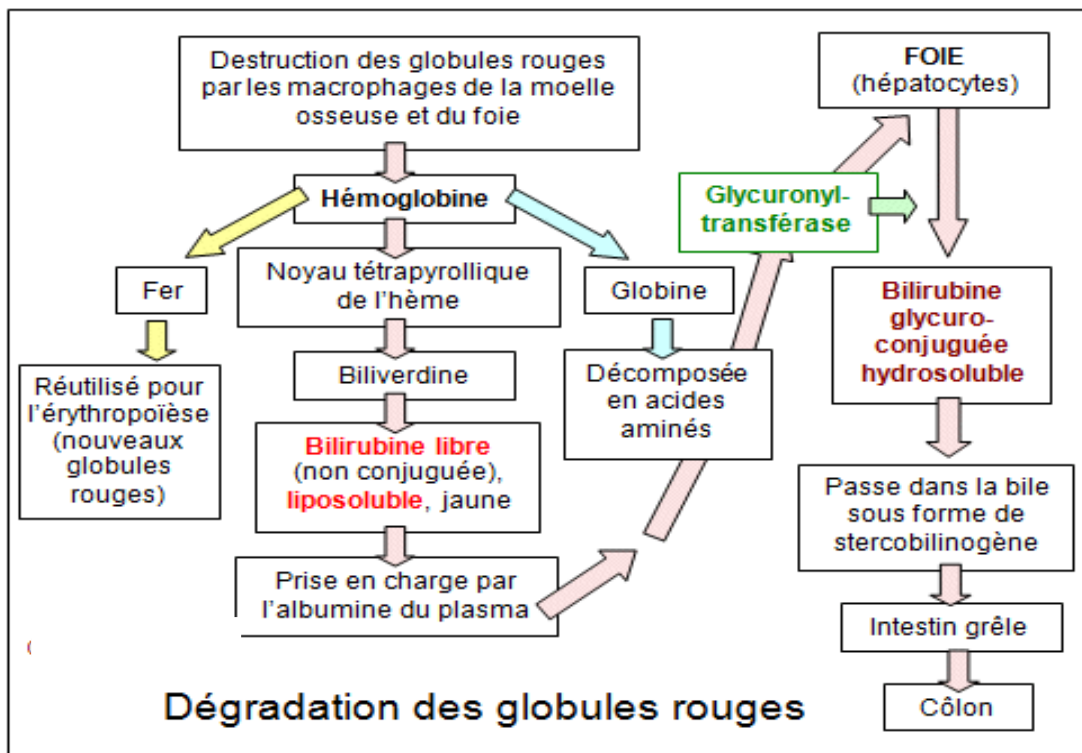 Destruction des globules rouges
par les macrophages de la moelle
osseuse et du foie
Hémoglobine
Fer
Réutilisé pour
l'érythropoïèse
(nouveaux
globules
rouges)
Noyau tétrapyrollique
de l'hème
Biliverdine
Bilirubine libre
(non conjuguée),
liposoluble, jaune
Prise en charge par
l'albumine du plasma
Globine
Décomposée
en acides
aminés
FOIE
(hépatocytes)
Glycuronyl-
transférase
Bilirubine
glycuro-
conjuguée
hydrosoluble
Passe dans la bile
sous forme de
stercobilinogène
Intestin grêle
Côlon
Dégradation des globules rouges